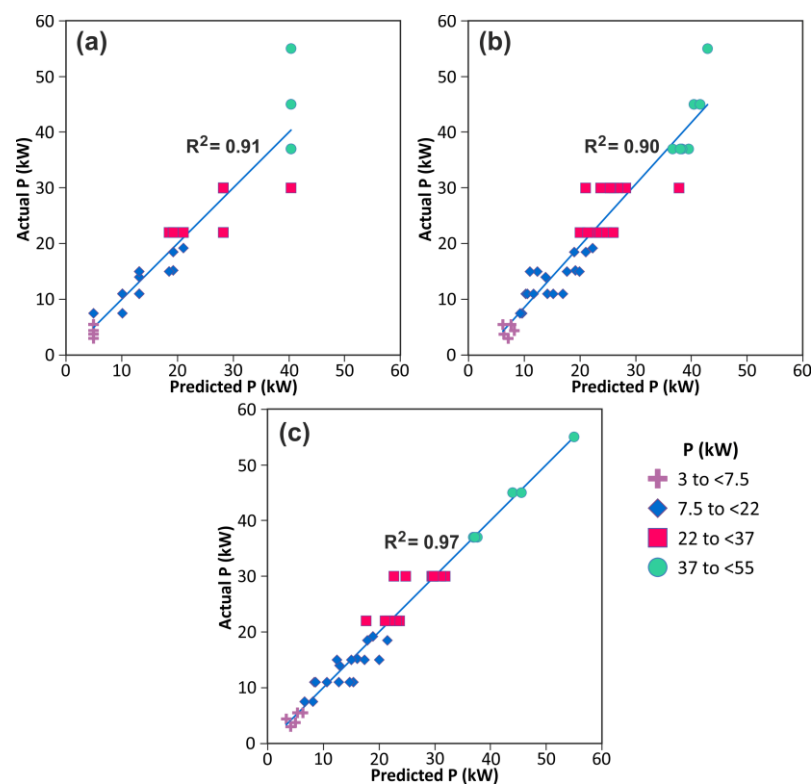 (a)
R²= 0.91
Actual P (kW)
60
50
40
30
20
10
0
0 10 20 30 40 50 60
Predicted P (kW)
(b)
R²= 0.90
Actual P (kW)
60
50
40
30
20
10
0
0 10 20 30 40 50 60
Predicted P (kW)
(c)
R²= 0.97
Actual P (kW)
60
50
40
30
20
10
0
0 10 20 30 40 50 60
Predicted P (kW)
P (kW)
3 to <7.5
7.5 to <22
22 to <37
37 to <55